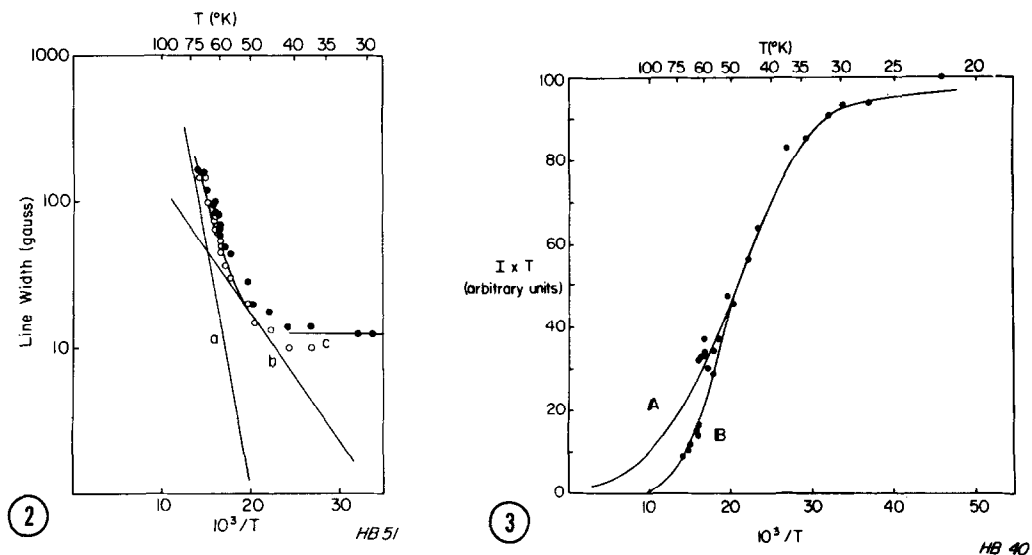 T (°K)
100 75 60 50 40 35 30
1000
100
10
Line Width (gauss)
a
b
c
10 20 30
10³/T
2
HB 51
T(°K)
100 75 60 50 40 35 30 25 20
100
80
60
40
20
0
I x T
(arbitrary units)
A
B
10 20 30 40 50
10³/T
3
HB 40